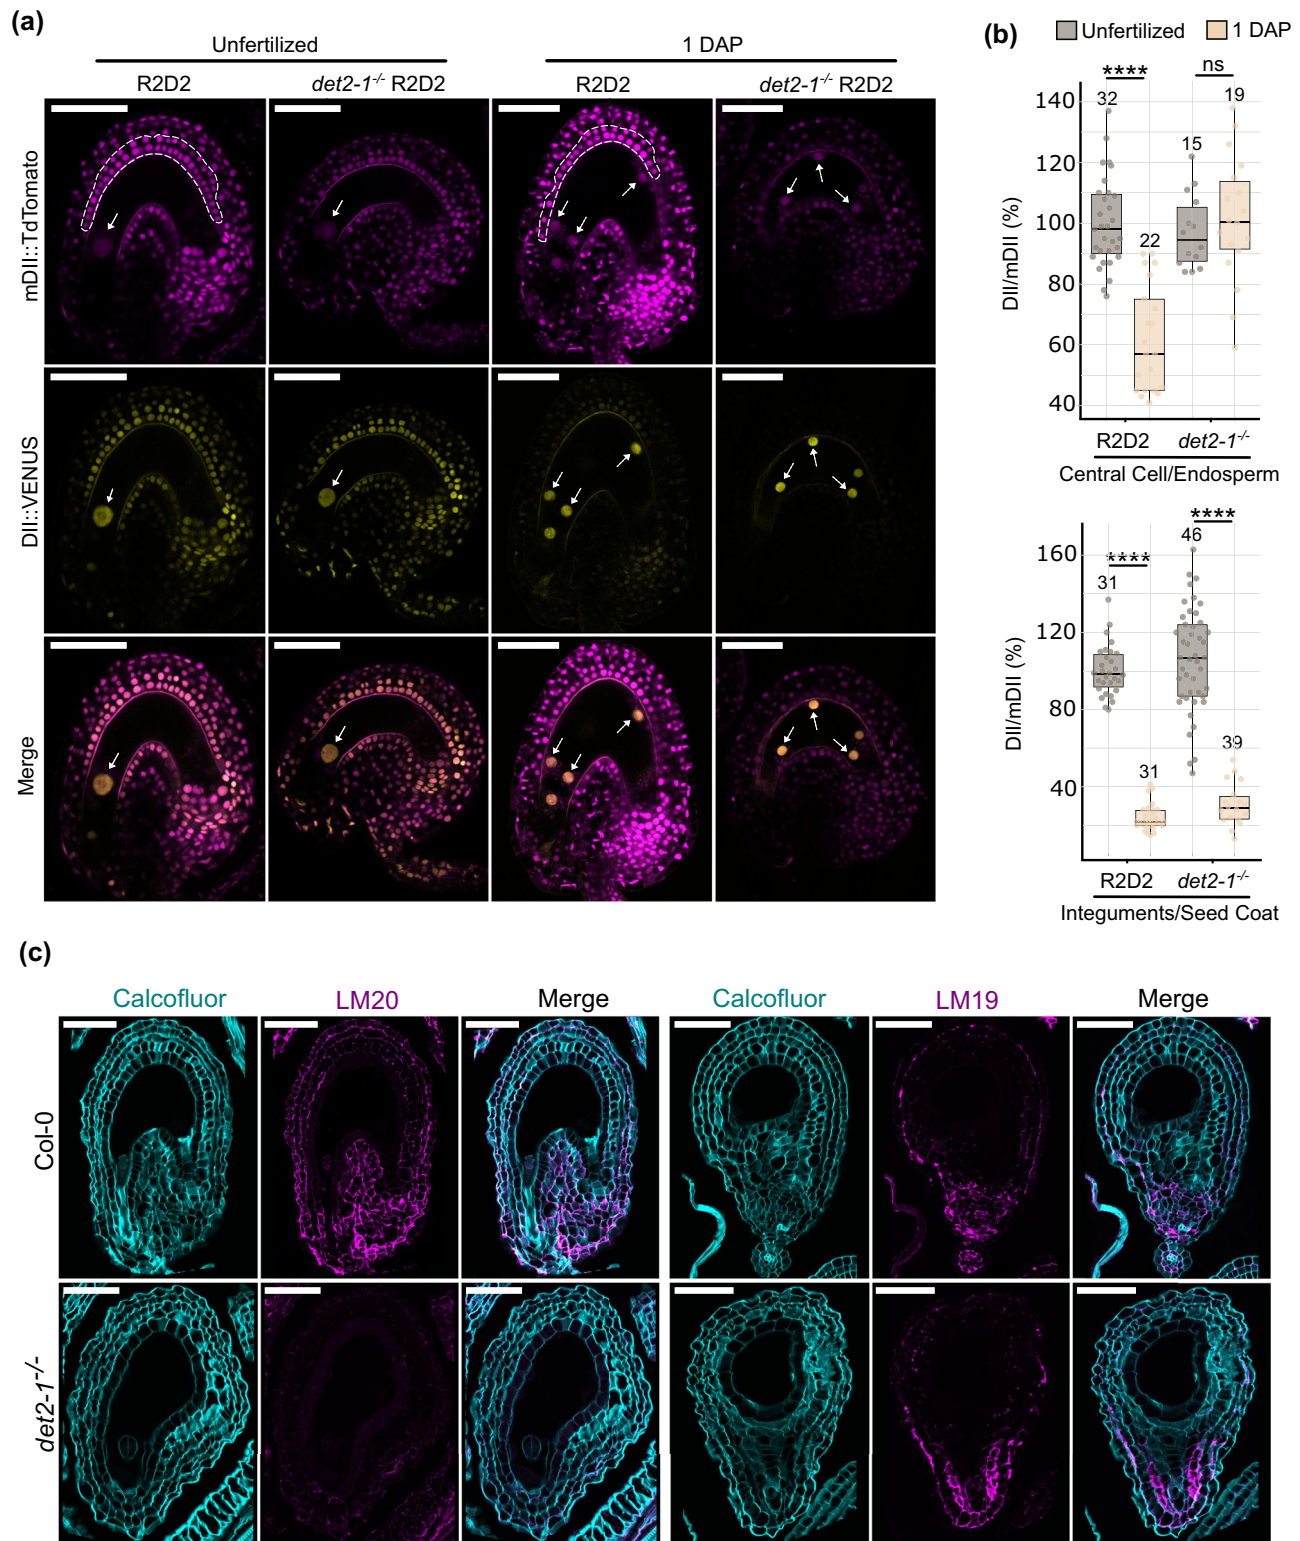 (a)
Unfertilized
1 DAP
R2D2
det2-1-/- R2D2
R2D2
det2-1-/- R2D2
mDII::TdTomato
DII::VENUS
Merge
(b)
Unfertilized
1 DAP
****
ns
32
22
15
19
140
120
100
80
60
40
DII/mDII (%)
R2D2
det2-1-/-
Central Cell/Endosperm
****
****
31
31
46
39
160
120
80
40
DII/mDII (%)
R2D2
det2-1-/-
Integuments/Seed Coat
(c)
Calcofluor
LM20
Merge
Calcofluor
LM19
Merge
Col-0
det2-1-/-